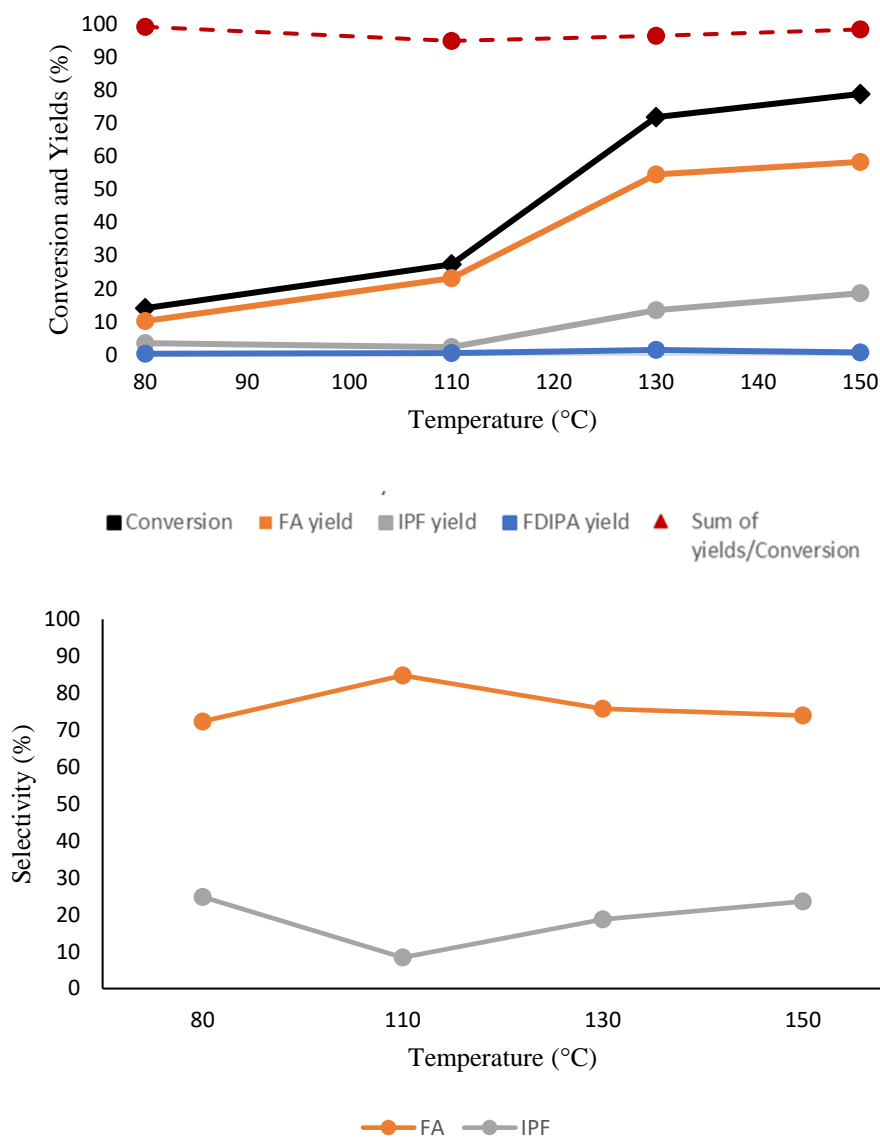 100
90
80
70
60
50
40
30
20
10
0
Conversion and Yields (%)
80 90 100 110 120 130 140 150
Temperature (°C)
Conversion FA yield IPF yield FDIPA yield Sum of
yields/Conversion
100
90
80
70
60
50
40
30
20
10
0
Selectivity (%)
80 110 130 150
Temperature (°C)
FA IPF